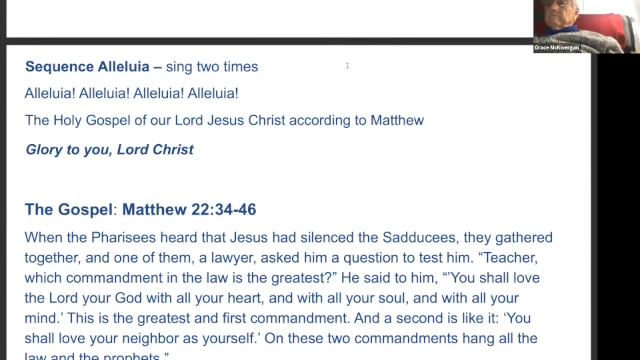 Grace McKivergan
Sequence Alleluia – sing two times
Alleluia! Alleluia! Alleluia! Alleluia!
The Holy Gospel of our Lord Jesus Christ according to Matthew
Glory to you, Lord Christ
The Gospel: Matthew 22:34-46
When the Pharisees heard that Jesus had silenced the Sadducees, they gathered
together, and one of them, a lawyer, asked him a question to test him. “Teacher,
which commandment in the law is the greatest?” He said to him, “’You shall love
the Lord your God with all your heart, and with all your soul, and with all your
mind.’ This is the greatest and first commandment. And a second is like it: ‘You
shall love your neighbor as yourself.’ On these two commandments hang all the
law and the prophets.”